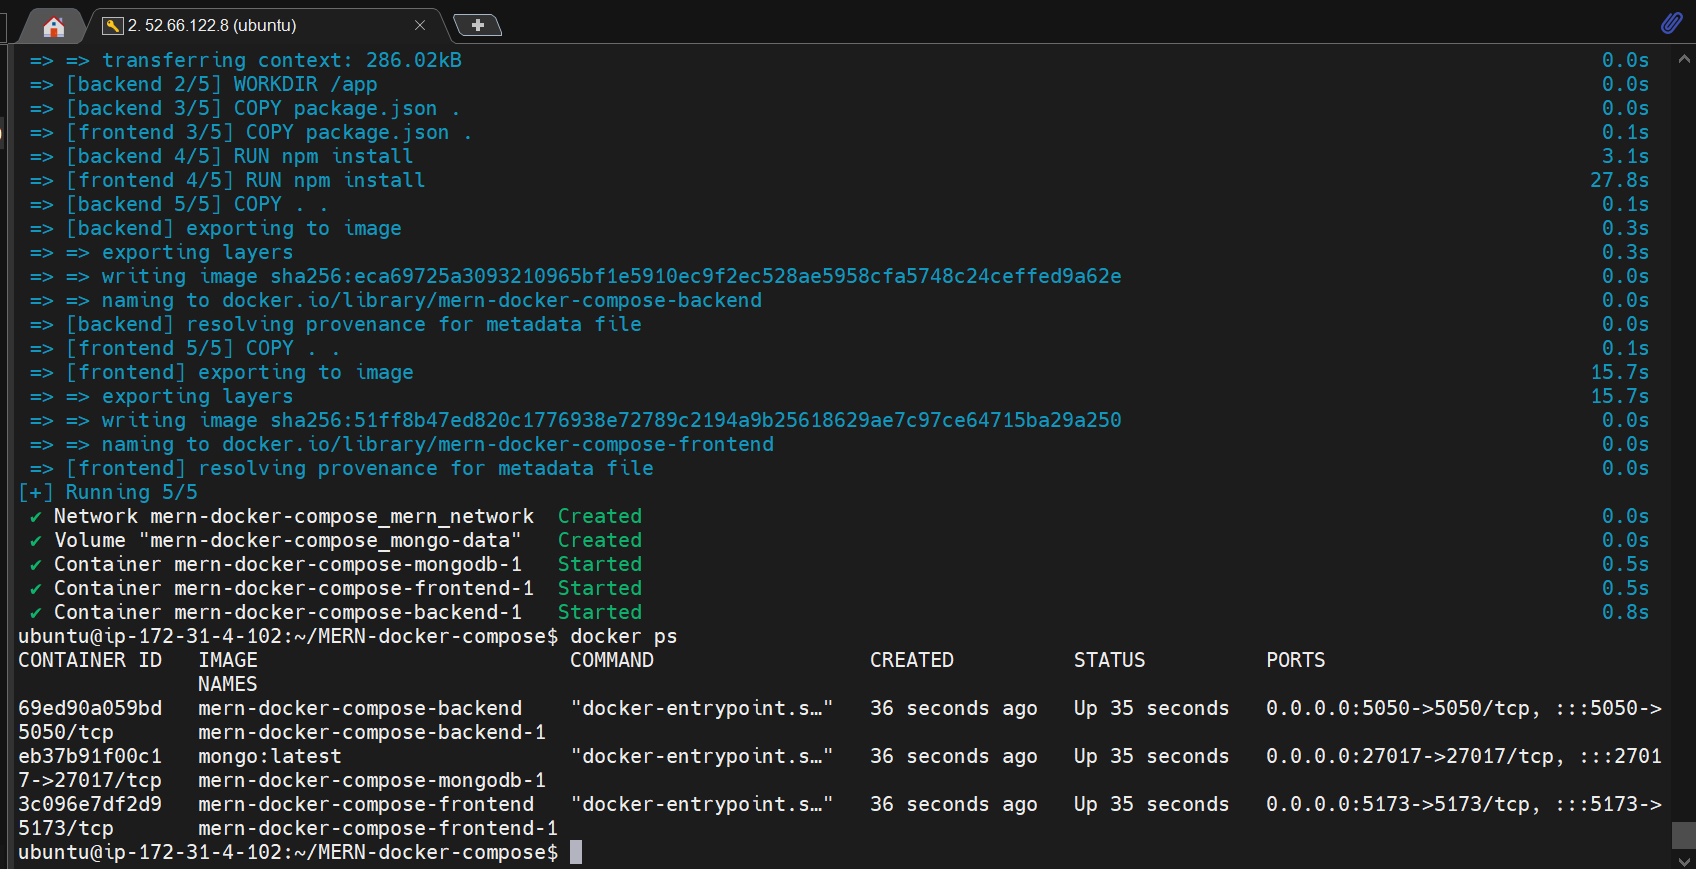 2. 52.66.122.8 (ubuntu)
=> => transferring context: 286.02kB 0.0s
=> [backend 2/5] WORKDIR /app 0.0s
=> [backend 3/5] COPY package.json . 0.0s
=> [frontend 3/5] COPY package.json . 0.1s
=> [backend 4/5] RUN npm install 3.1s
=> [frontend 4/5] RUN npm install 27.8s
=> [backend 5/5] COPY . . 0.1s
=> [backend] exporting to image 0.3s
=> => exporting layers 0.3s
=> => writing image sha256:eca69725a3093210965bf1e5910ec9f2ec528ae5958cfa5748c24ceffed9a62e 0.0s
=> => naming to docker.io/library/mern-docker-compose-backend 0.0s
=> [backend] resolving provenance for metadata file 0.0s
=> [frontend 5/5] COPY . . 0.1s
=> [frontend] exporting to image 15.7s
=> => exporting layers 15.7s
=> => writing image sha256:51ff8b47ed820c1776938e72789c2194a9b25618629ae7c97ce64715ba29a250 0.0s
=> => naming to docker.io/library/mern-docker-compose-frontend 0.0s
=> [frontend] resolving provenance for metadata file 0.0s
[+] Running 5/5
✔ Network mern-docker-compose_mern_network Created 0.0s
✔ Volume "mern-docker-compose_mongo-data" Created 0.0s
✔ Container mern-docker-compose-mongodb-1 Started 0.5s
✔ Container mern-docker-compose-frontend-1 Started 0.5s
✔ Container mern-docker-compose-backend-1 Started 0.8s
ubuntu@ip-172-31-4-102:~/MERN-docker-compose$ docker ps
CONTAINER ID IMAGE COMMAND CREATED STATUS PORTS
NAMES
69ed90a059bd mern-docker-compose-backend "docker-entrypoint.s…" 36 seconds ago Up 35 seconds 0.0.0.0:5050->5050/tcp, :::5050->
5050/tcp mern-docker-compose-backend-1
eb37b91f00c1 mongo:latest "docker-entrypoint.s…" 36 seconds ago Up 35 seconds 0.0.0.0:27017->27017/tcp, :::2701
7->27017/tcp mern-docker-compose-mongodb-1
3c096e7df2d9 mern-docker-compose-frontend "docker-entrypoint.s…" 36 seconds ago Up 35 seconds 0.0.0.0:5173->5173/tcp, :::5173->
5173/tcp mern-docker-compose-frontend-1
ubuntu@ip-172-31-4-102:~/MERN-docker-compose$